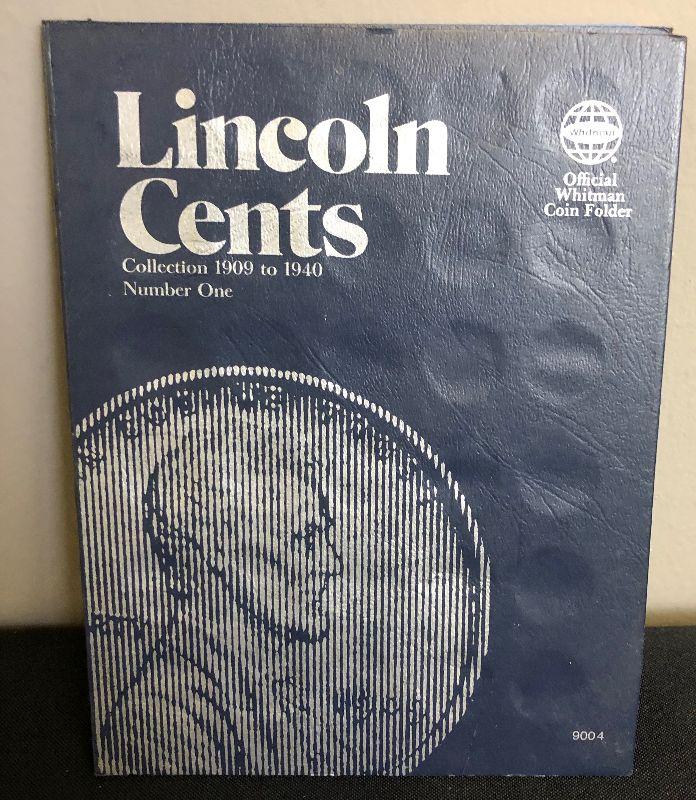 Lincoln
Cents
Collection 1909 to 1940
Number One
Whitman
Official
Whitman
Coin Folder
9004